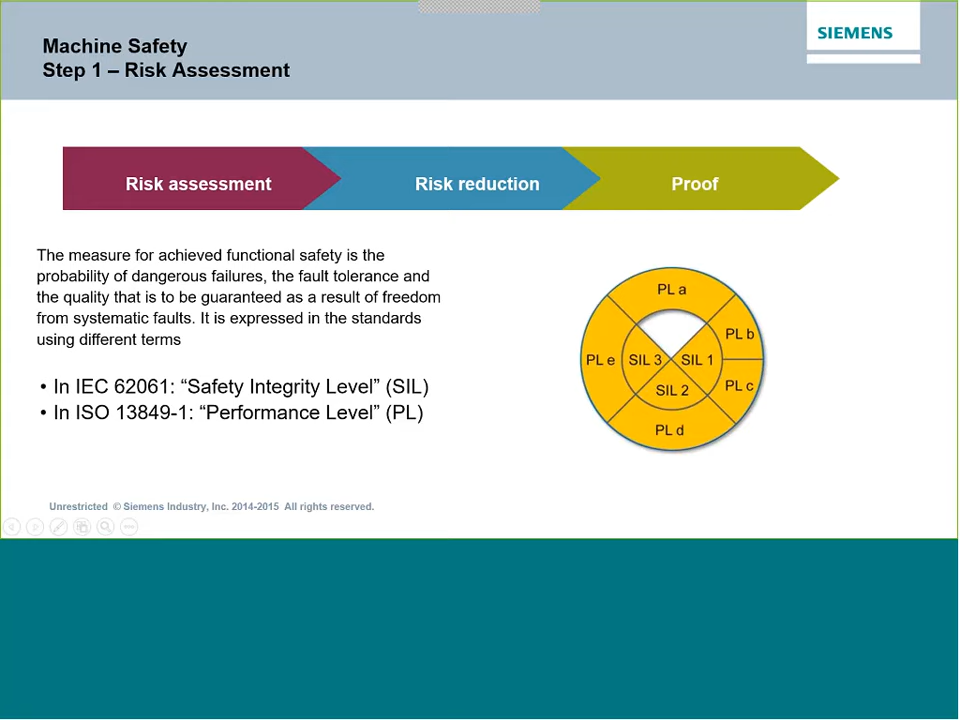 SIEMENS
Machine Safety
Step 1 – Risk Assessment
Risk assessment
Risk reduction
Proof
The measure for achieved functional safety is the
probability of dangerous failures, the fault tolerance and
the quality that is to be guaranteed as a result of freedom
from systematic faults. It is expressed in the standards
using different terms
• In IEC 62061: “Safety Integrity Level” (SIL)
• In ISO 13849-1: “Performance Level” (PL)
PL a
PL b
PL e
SIL 3
SIL 1
PL c
SIL 2
PL d
Unrestricted © Siemens Industry, Inc. 2014-2015 All rights reserved.